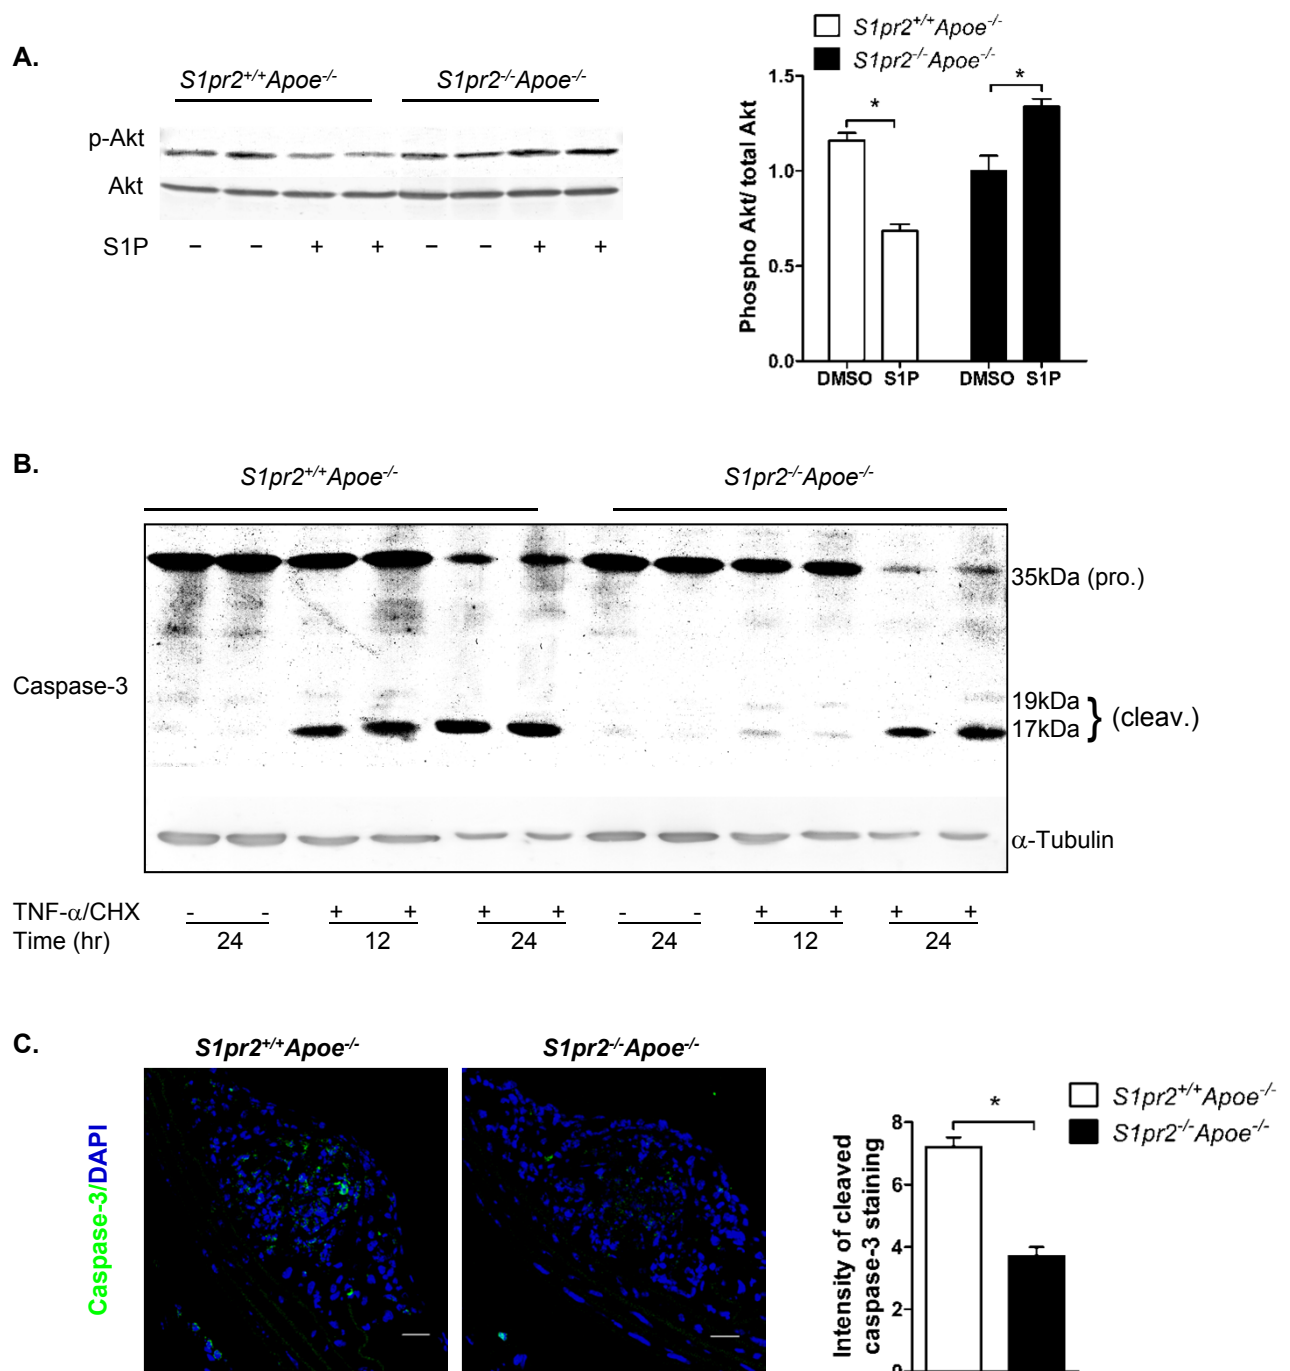 A.
S1pr2+/+Apoe-/-
S1pr2-/-Apoe-/-
p-Akt
Akt
S1P
− − + + − − + +
S1pr2+/+Apoe-/-
S1pr2-/-Apoe-/-
Phospho Akt/ total Akt
1.5
1.0
0.5
0.0
*
*
DMSO S1P DMSO S1P
B.
S1pr2+/+Apoe-/-
S1pr2-/-Apoe-/-
Caspase-3
35kDa (pro.)
19kDa
17kDa
} (cleav.)
α-Tubulin
TNF-α/CHX - - + + + + - - + + + +
Time (hr) 24 12 24 24 12 24
C.
S1pr2+/+Apoe-/-
S1pr2-/-Apoe-/-
Caspase-3/DAPI
S1pr2+/+Apoe-/-
S1pr2-/-Apoe-/-
Intensity of cleaved
caspase-3 staining
8
6
4
2
0
*